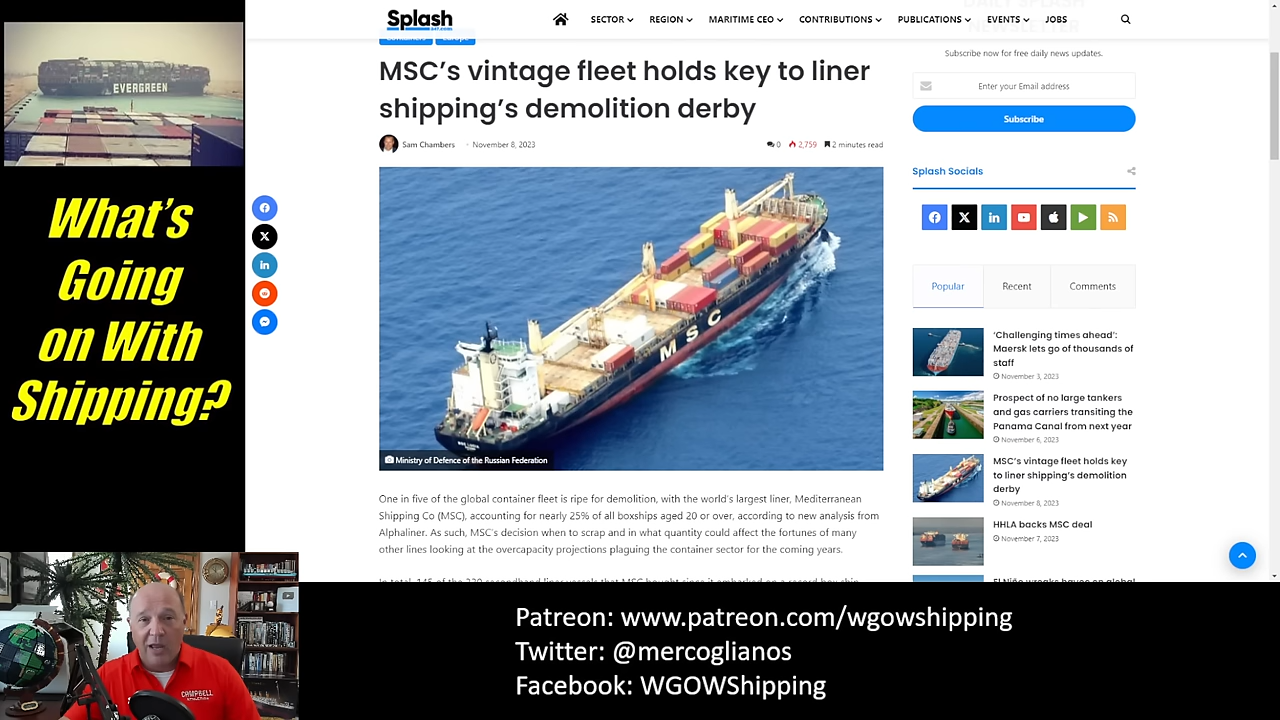 EVERGREEN
What's
Going
on With
Shipping?
Splash
SECTOR
REGION
MARITIME CEO
CONTRIBUTIONS
PUBLICATIONS
EVENTS
JOBS
MSC's vintage fleet holds key to liner
shipping's demolition derby
Sam Chambers
November 8, 2023
0
2,759
2 minutes read
MSC
Ministry of Defence of the Russian Federation
One in five of the global container fleet is ripe for demolition, with the world's largest liner, Mediterranean
Shipping Co (MSC), accounting for nearly 25% of all boxships aged 20 or over, according to new analysis from
Alphaliner. As such, MSC's decision when to scrap and in what quantity could affect the fortunes of many
other lines looking at the overcapacity projections plaguing the container sector for the coming years.
Subscribe now for free daily news updates.
Enter your Email address
Subscribe
Splash Socials
Popular
Recent
Comments
'Challenging times ahead':
Maersk lets go of thousands of
staff
November 3, 2023
Prospect of no large tankers
and gas carriers transiting the
Panama Canal from next year
November 6, 2023
MSC's vintage fleet holds key
to liner shipping's demolition
derby
November 8, 2023
HHLA backs MSC deal
November 7, 2023
El Niño wreaks havoc on global
CAMPBELL
Patreon: www.patreon.com/wgowshipping
Twitter: @mercoglianos
Facebook: WGOWShipping